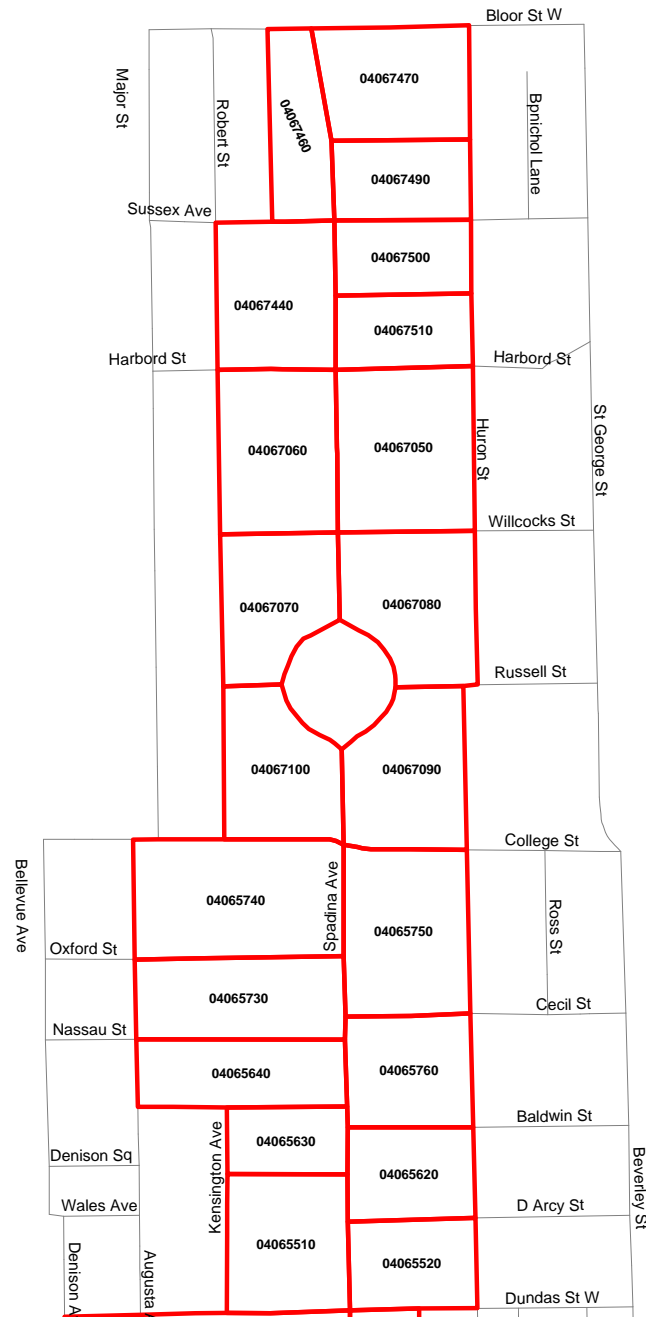 Bloor St W
04067470
Major St
Robert St
04067460
Bpnichol Lane
04067490
Sussex Ave
04067500
04067440
04067510
Harbord St
Harbord St
04067060
04067050
Huron St
St George St
Willcocks St
04067070
04067080
Russell St
04067100
04067090
College St
Bellevue Ave
04065740
Spadina Ave
04065750
Ross St
Oxford St
04065730
Cecil St
Nassau St
04065640
04065760
Baldwin St
Kensington Ave
04065630
Denison Sq
04065620
Beverley St
Wales Ave
D Arcy St
04065510
04065520
Denison A
Augusta
Dundas St W